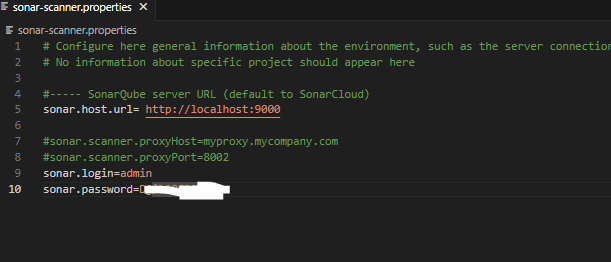 sonar-scanner.properties
sonar-scanner.properties
1 # Configure here general information about the environment, such as the server connection
2 # No information about specific project should appear here
3
4 #----- SonarQube server URL (default to SonarCloud)
5 sonar.host.url= http://localhost:9000
6
7 #sonar.scanner.proxyHost=myproxy.mycompany.com
8 #sonar.scanner.proxyPort=8002
9 sonar.login=admin
10 sonar.password=